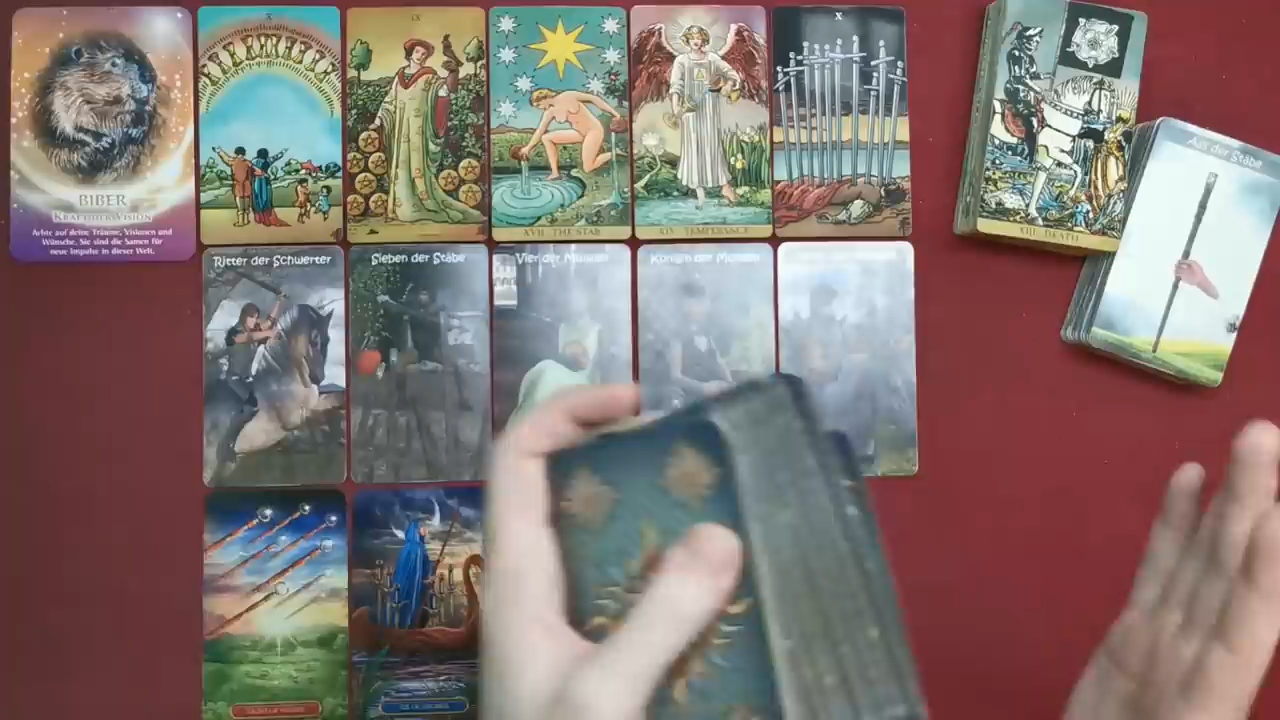 BIBER
KRAFT DER VISION
Achte auf deine Träume, Visionen und
Wünsche. Sie sind die Samen für
neue Impulse in dieser Welt.
X
IX
XVII THE STAR
XIV TEMPERANCE
X
XIII DEATH
Ass der Stäbe
Ritter der Schwerter
Sieben der Stäbe
Vier der Münzen